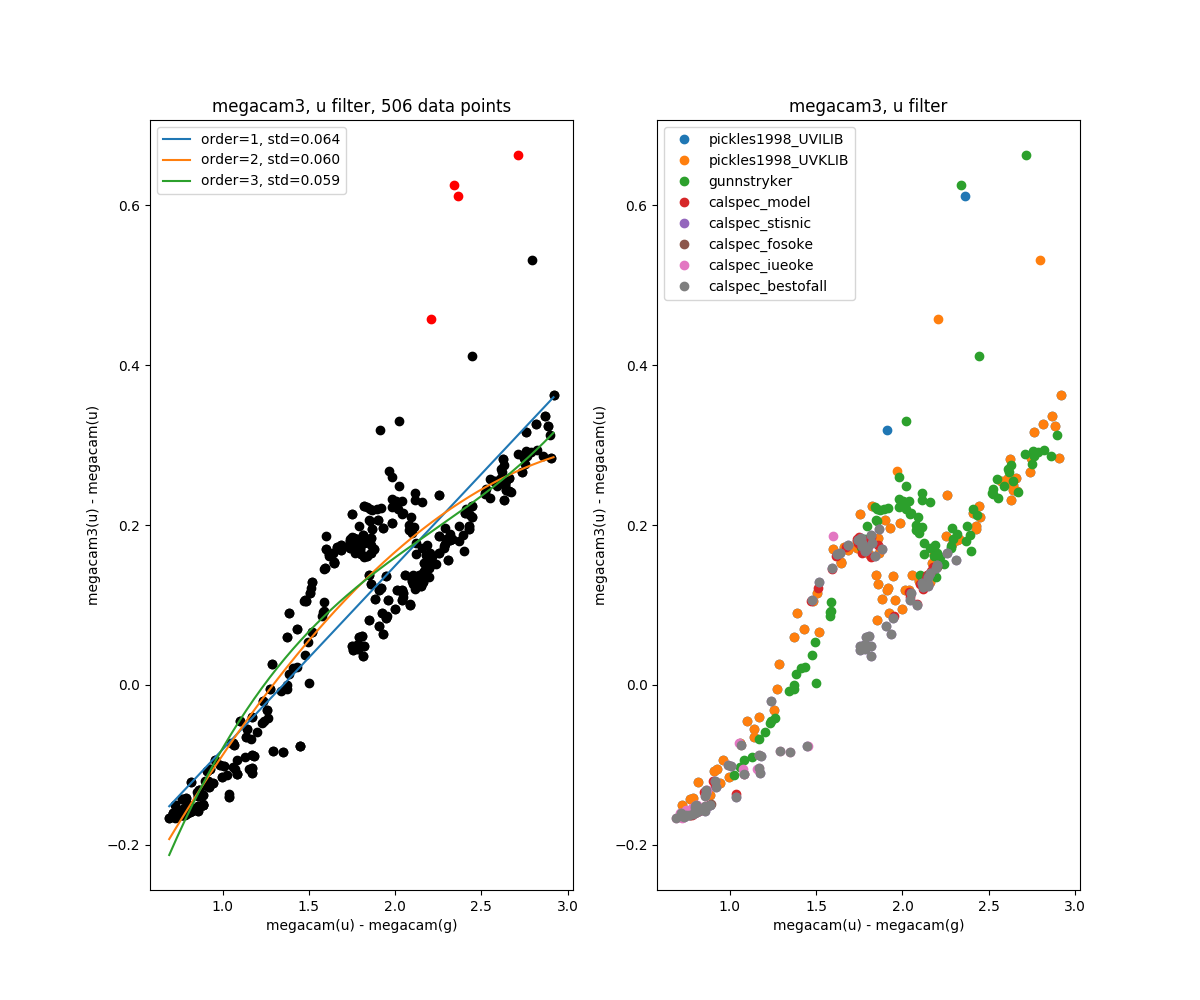 megacam3, u filter, 506 data points
order=1, std=0.064
order=2, std=0.060
order=3, std=0.059
0.6
0.4
0.2
0.0
−0.2
megacam3(u) - megacam(u)
1.0 1.5 2.0 2.5 3.0
megacam(u) - megacam(g)
megacam3, u filter
pickles1998_UVILIB
pickles1998_UVKLIB
gunnstryker
calspec_model
calspec_stisnic
calspec_fosoke
calspec_iueoke
calspec_bestofall
0.6
0.4
0.2
0.0
−0.2
megacam3(u) - megacam(u)
1.0 1.5 2.0 2.5 3.0
megacam(u) - megacam(g)